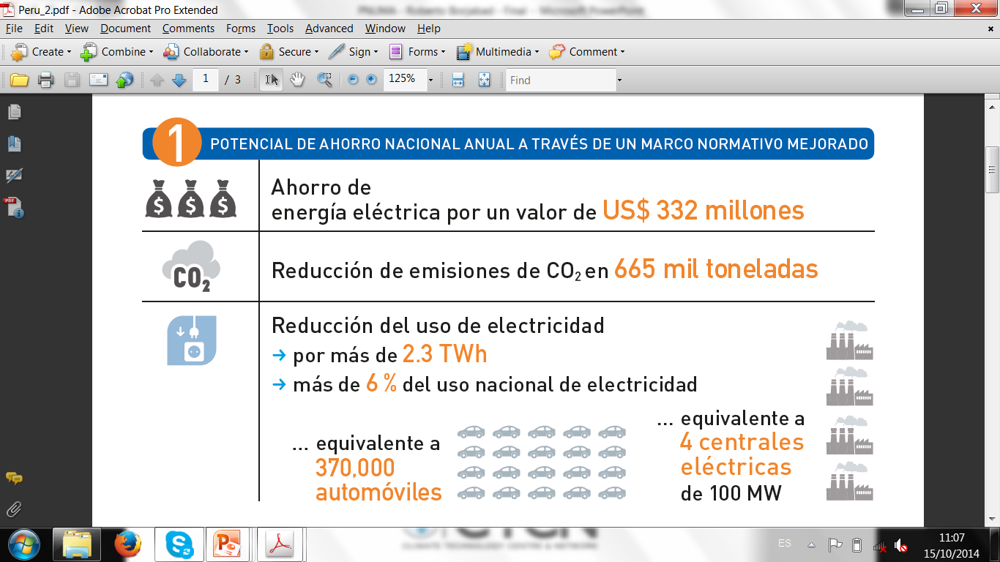 Peru_2.pdf - Adobe Acrobat Pro Extended
File Edit View Document Comments Forms Tools Advanced Window Help
Create Combine Collaborate Secure Sign Forms Multimedia Comment
1 / 3 125% Find
1 POTENCIAL DE AHORRO NACIONAL ANUAL A TRAVÉS DE UN MARCO NORMATIVO MEJORADO
$ $ $
Ahorro de
energía eléctrica por un valor de US$ 332 millones
CO2
Reducción de emisiones de CO2 en 665 mil toneladas
Reducción del uso de electricidad
→ por más de 2.3 TWh
→ más de 6 % del uso nacional de electricidad
... equivalente a
370,000
automóviles
... equivalente a
4 centrales
eléctricas
de 100 MW
CLIMATE TECHNOLOGY CENTRE & NETWORK
ES
11:07
15/10/2014